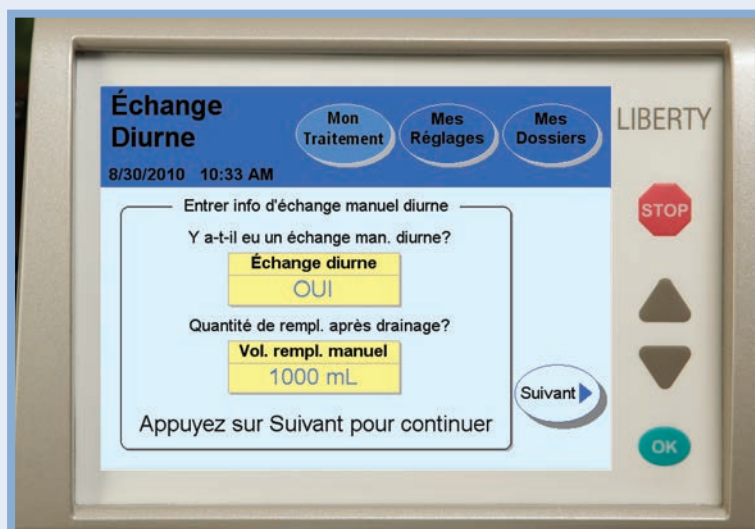 Échange
Diurne
8/30/2010 10:33 AM
Mon
Traitement
Mes
Réglages
Mes
Dossiers
LIBERTY
Entrer info d'échange manuel diurne
Y a-t-il eu un échange man. diurne?
Échange diurne
OUI
Quantité de rempl. après drainage?
Vol. rempl. manuel
1000 mL
Appuyez sur Suivant pour continuer
Suivant
STOP
OK